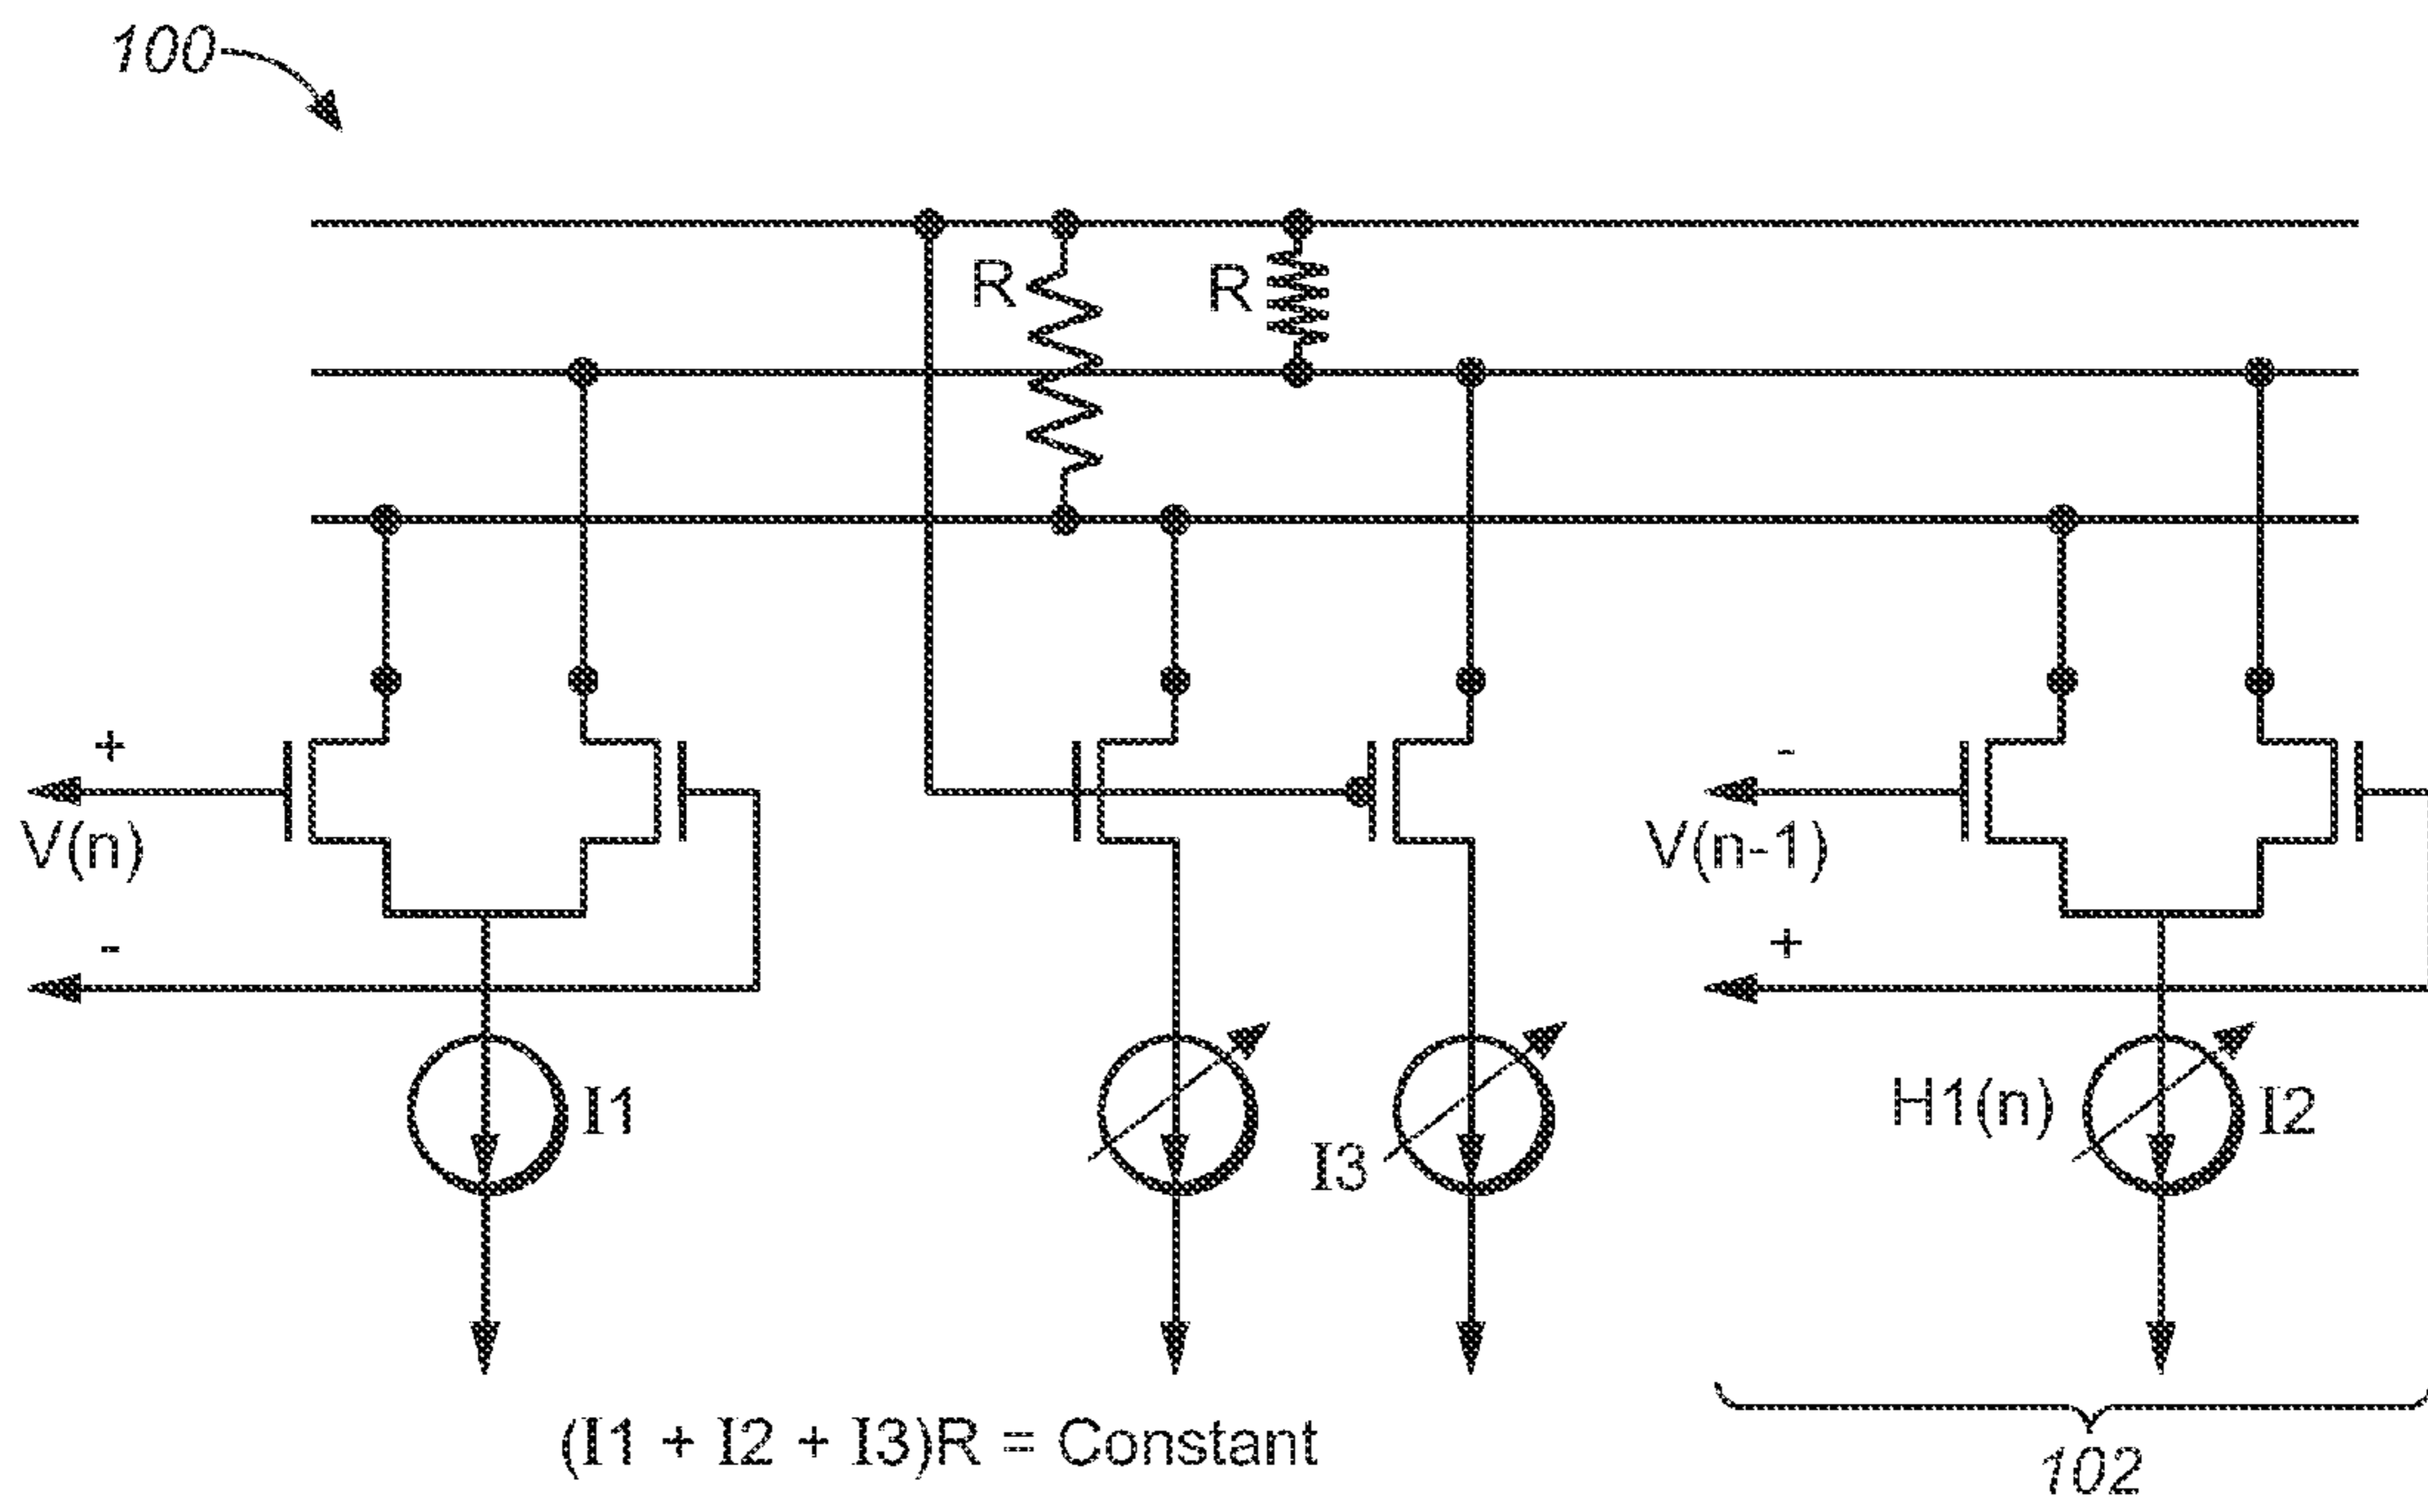 100
R
R
+
-
V(n)
V(n-1)
-
+
I1
I3
H1(n)
I2
(I1 + I2 + I3)R = Constant
102